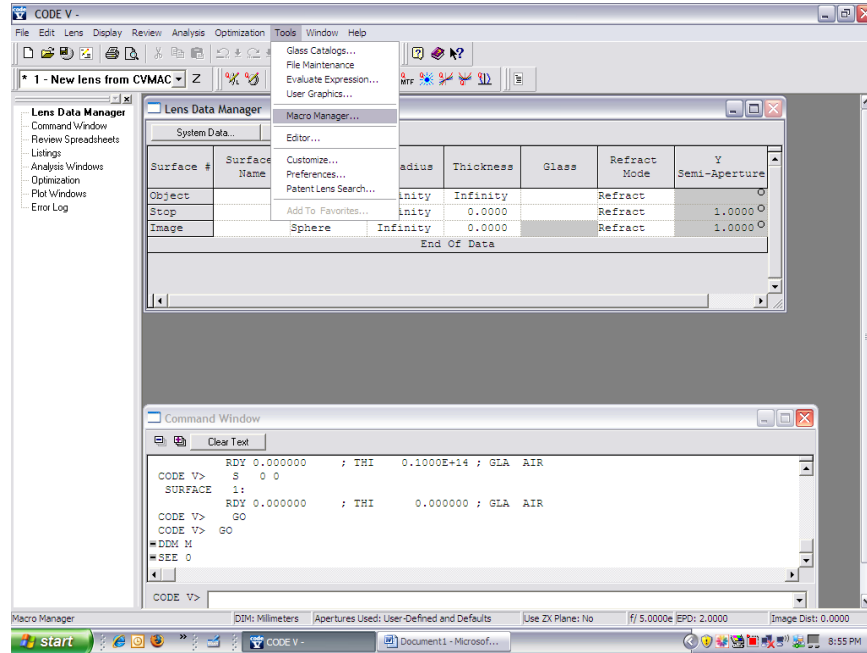 CODE V -
File Edit Lens Display Review Analysis Optimization Tools Window Help
* 1 - New lens from CVMAC
Z
MTF
Glass Catalogs...
File Maintenance
Evaluate Expression...
User Graphics...
Macro Manager...
Editor...
Customize...
Preferences...
Patent Lens Search...
Add To Favorites...
Lens Data Manager
Command Window
Review Spreadsheets
Listings
Analysis Windows
Optimization
Plot Windows
Error Log
Lens Data Manager
System Data...
Surface # Surface Name adius Thickness Glass Refract Mode Y Semi-Aperture
Object inity Infinity Refract
Stop inity 0.0000 Refract 1.0000
Image Sphere Infinity 0.0000 Refract 1.0000
End Of Data
Command Window
Clear Text
RDY 0.000000 ; THI 0.1000E+14 ; GLA AIR
CODE V> S 0 0
SURFACE 1:
RDY 0.000000 ; THI 0.000000 ; GLA AIR
CODE V> GO
CODE V> GO
DDM M
SEE 0
CODE V>
Macro Manager DIM: Milimeters Apertures Used: User-Defined and Defaults Use ZX Plane: No f/ 5.0000e EPD: 2.0000 Image Dist: 0.0000
start CODE V - Document1 - Microsof... 8:55 PM